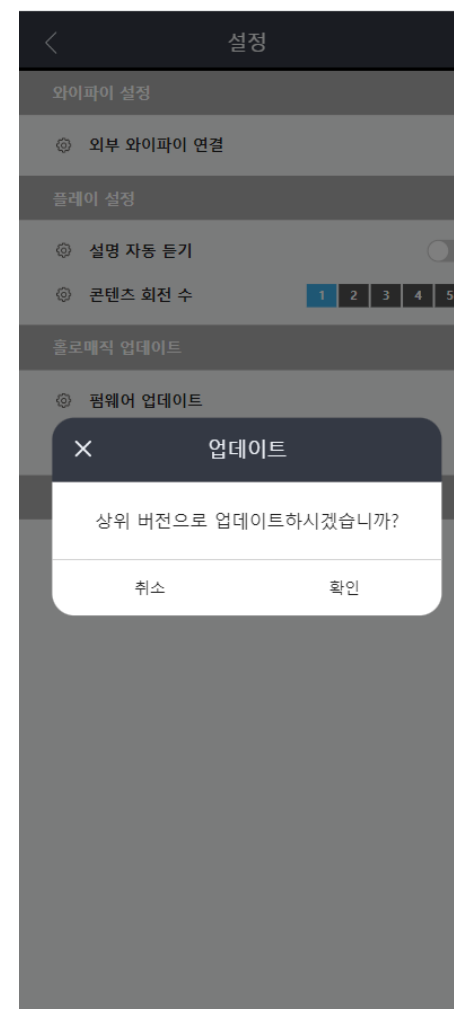 설정
와이파이 설정
외부 와이파이 연결
플레이 설정
설명 자동 듣기
콘텐츠 회전 수 1 2 3 4 5
홀로매직 업데이트
펌웨어 업데이트
업데이트
상위 버전으로 업데이트하시겠습니까?
취소 확인